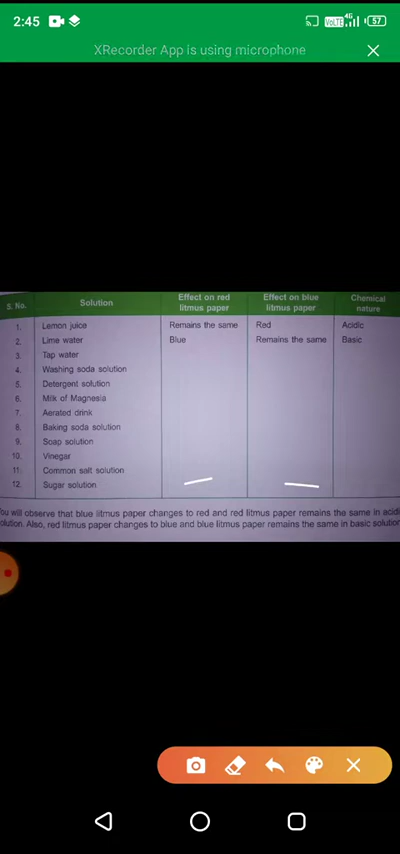 2:45 VoLTE 4G 57
XRecorder App is using microphone
S. No. Solution Effect on red litmus paper Effect on blue litmus paper Chemical nature
1. Lemon juice Remains the same Red Acidic
2. Lime water Blue Remains the same Basic
3. Tap water
4. Washing soda solution
5. Detergent solution
6. Milk of Magnesia
7. Aerated drink
8. Baking soda solution
9. Soap solution
10. Vinegar
11. Common salt solution
12. Sugar solution
You will observe that blue litmus paper changes to red and red litmus paper remains the same in acidi
olution. Also, red litmus paper changes to blue and blue litmus paper remains the same in basic solution